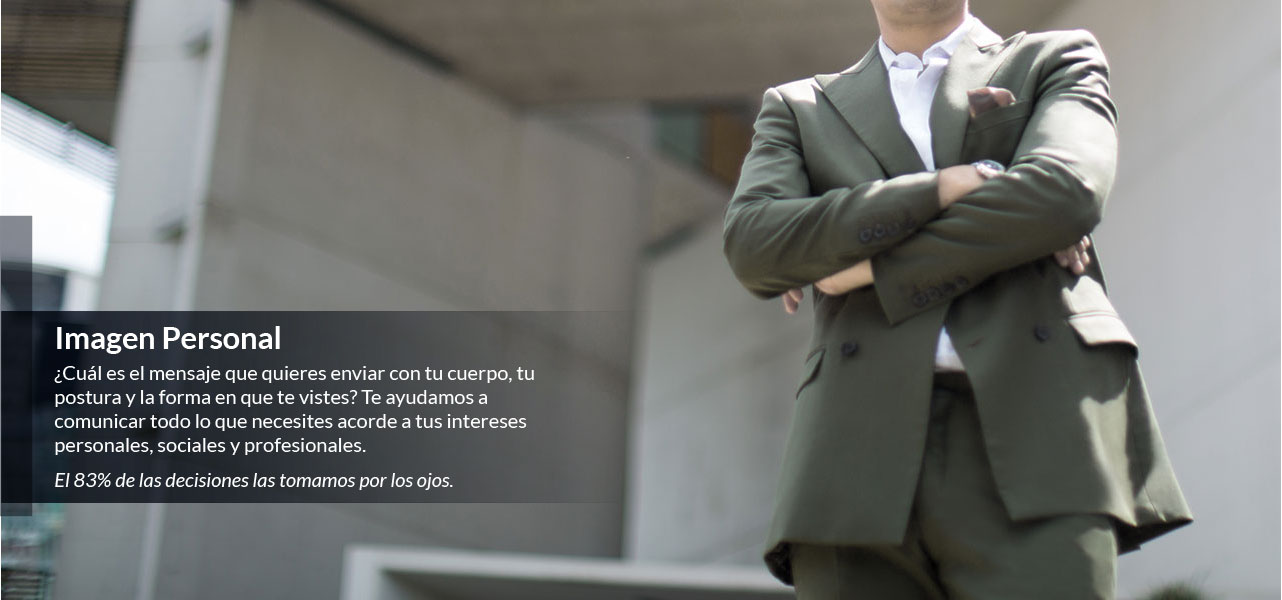 Imagen Personal
¿Cuál es el mensaje que quieres enviar con tu cuerpo, tu
postura y la forma en que te vistes? Te ayudamos a
comunicar todo lo que necesites acorde a tus intereses
personales, sociales y profesionales.
El 83% de las decisiones las tomamos por los ojos.